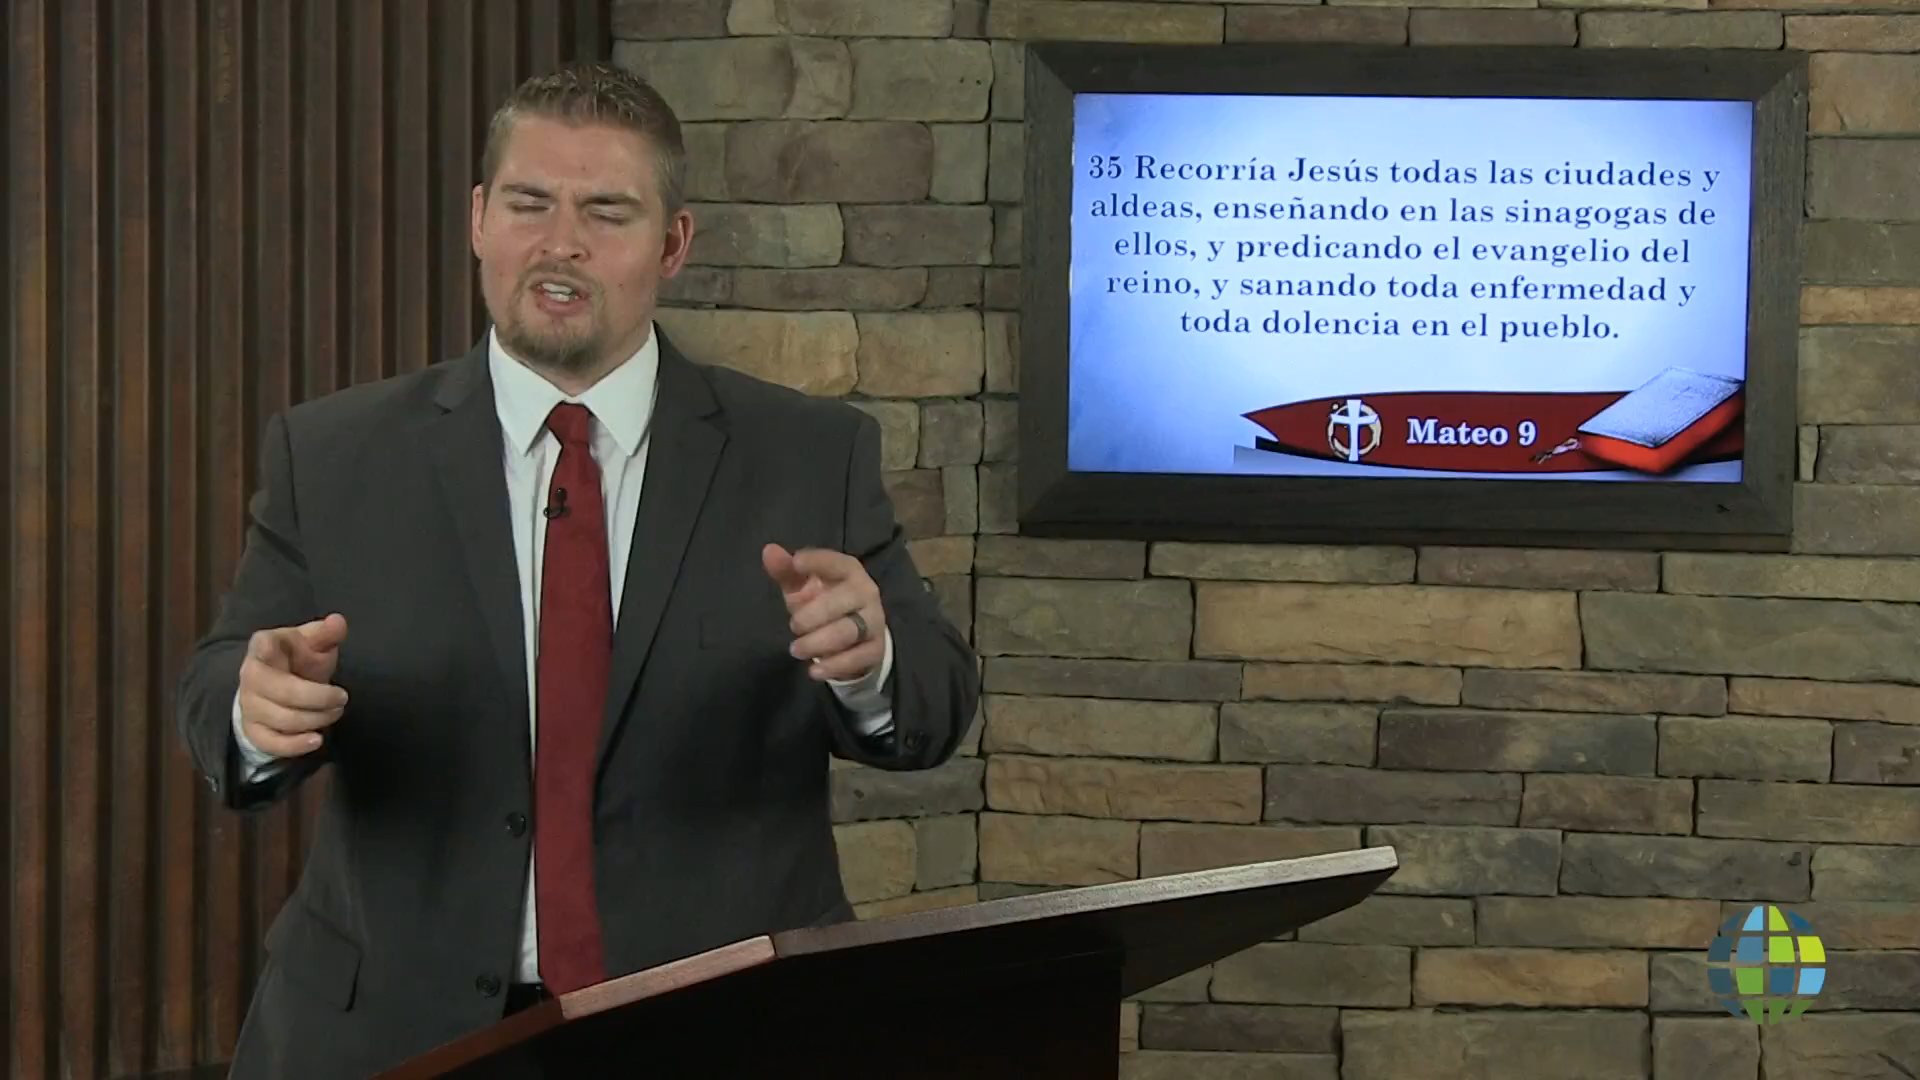 35 Recorría Jesús todas las ciudades y
aldeas, enseñando en las sinagogas de
ellos, y predicando el evangelio del
reino, y sanando toda enfermedad y
toda dolencia en el pueblo.
Mateo 9